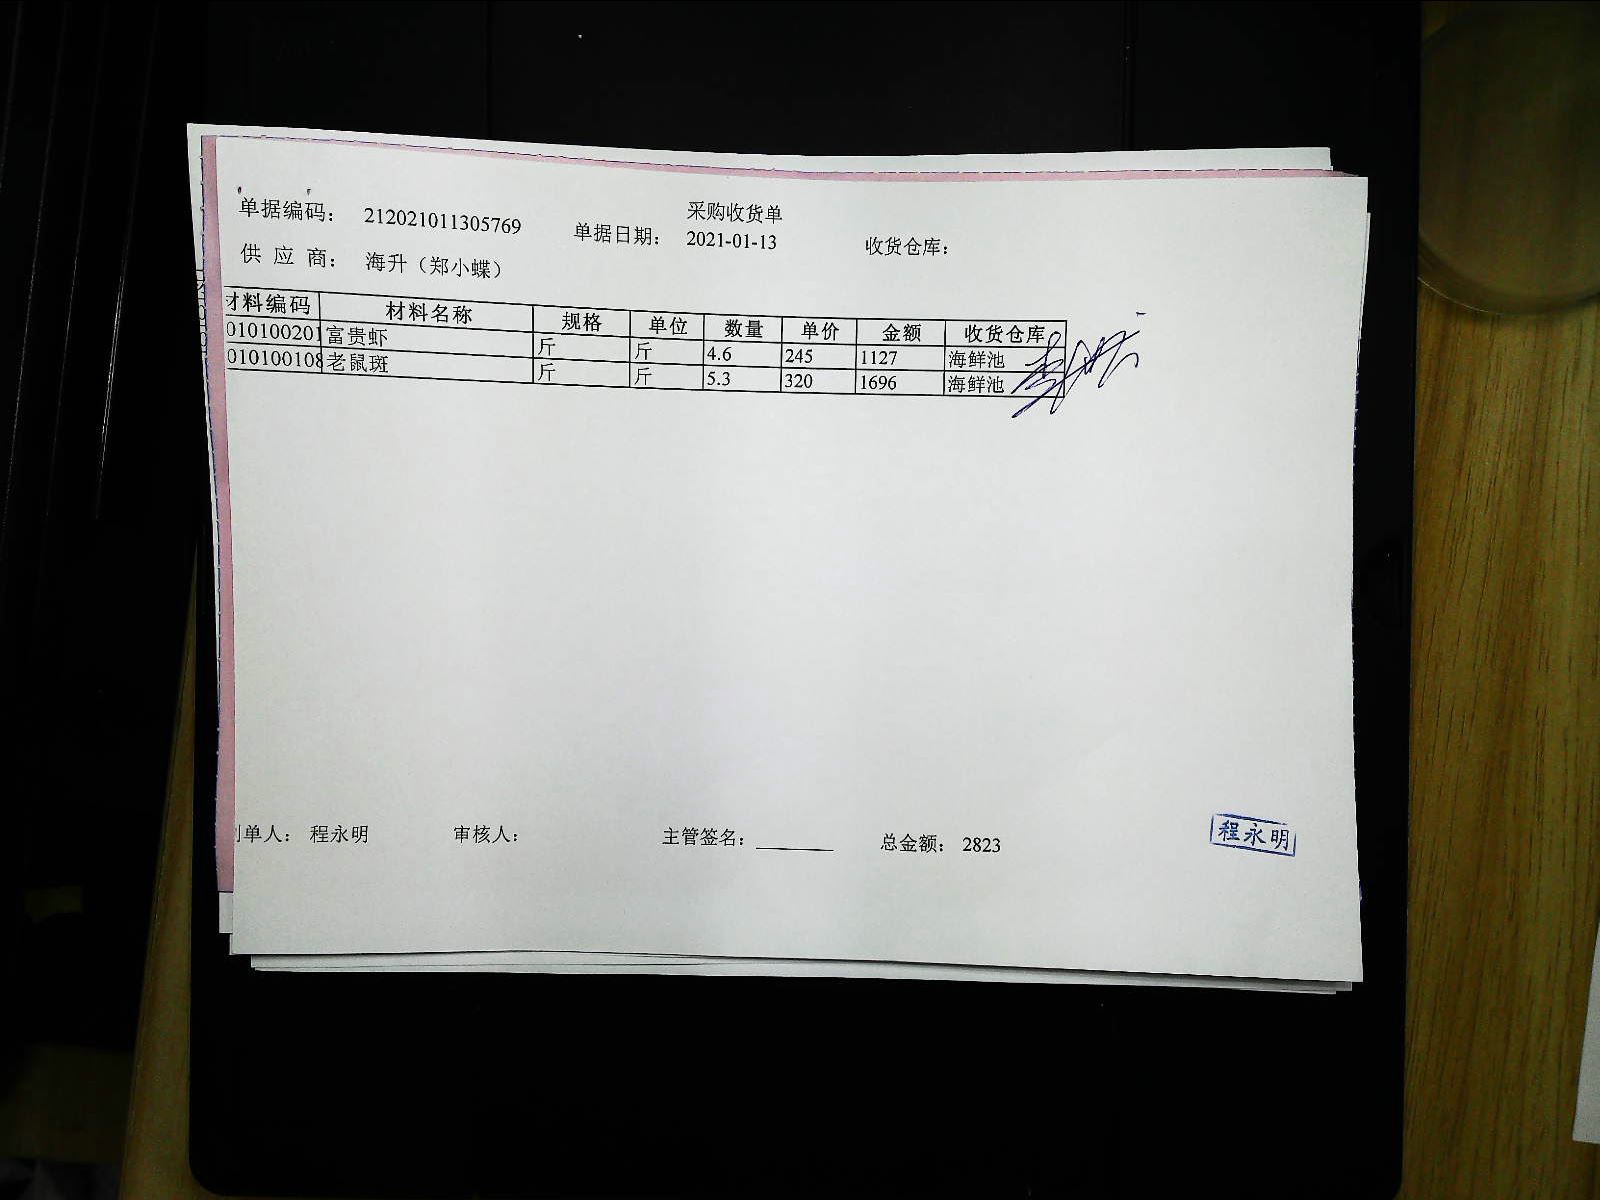 采购收货单
单据编码: 212021011305769 单据日期: 2021-01-13 收货仓库:
供 应 商: 海升（郑小蝶）
材料编码 材料名称 规格 单位 数量 单价 金额 收货仓库
010100201 富贵虾 斤 斤 4.6 245 1127 海鲜池
010100108 老鼠斑 斤 斤 5.3 320 1696 海鲜池
单人: 程永明 审核人: 主管签名: 总金额: 2823
程永明